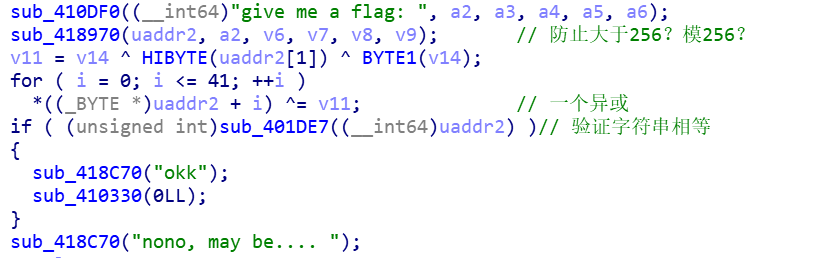 sub_410DF0((__int64)"give me a flag: ", a2, a3, a4, a5, a6);
sub_418970(uaddr2, a2, v6, v7, v8, v9);       // 防止大于256？模256？
v11 = v14 ^ HIBYTE(uaddr2[1]) ^ BYTE1(v14);
for ( i = 0; i <= 41; ++i )
  *((_BYTE *)uaddr2 + i) ^= v11;              // 一个异或
if ( (unsigned int)sub_401DE7((__int64)uaddr2) )// 验证字符串相等
{
  sub_418C70("okk");
  sub_410330(0LL);
}
sub_418C70("nono, may be.... ");